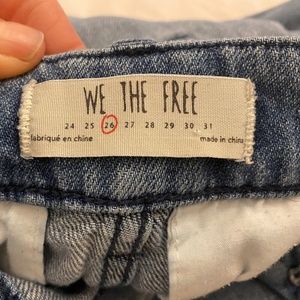 WE THE FREE
24 25 26 27 28 29 30 31
fabriqué en chine made in china